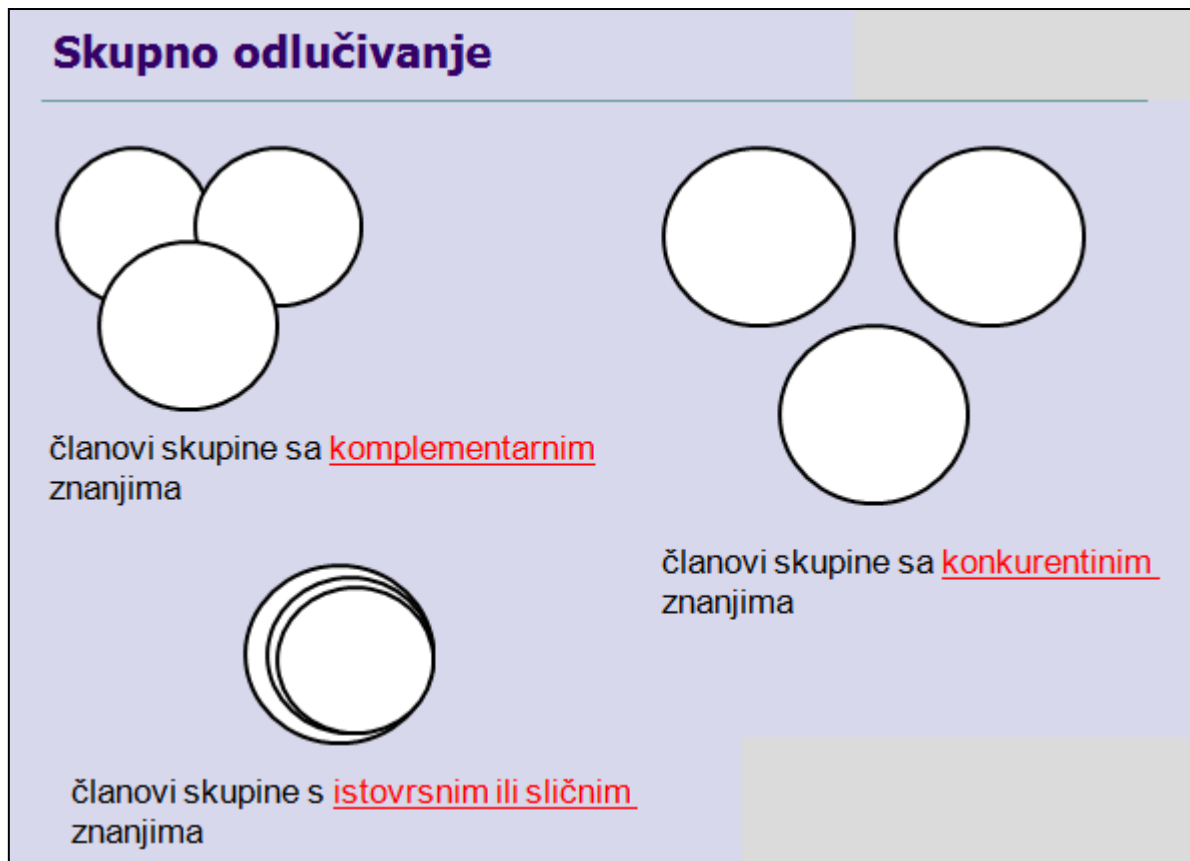 Skupno odlučivanje
članovi skupine sa komplementarnim
znanjima
članovi skupine sa konkurentinim
znanjima
članovi skupine s istovrsnim ili sličnim
znanjima